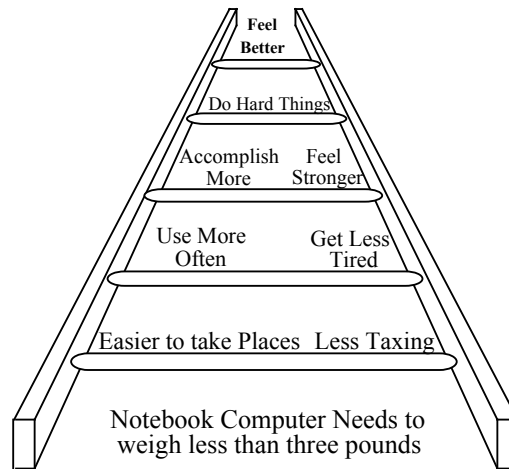 Feel
Better
Do Hard Things
Accomplish More
Feel Stronger
Use More Often
Get Less Tired
Easier to take Places
Less Taxing
Notebook Computer Needs to
weigh less than three pounds